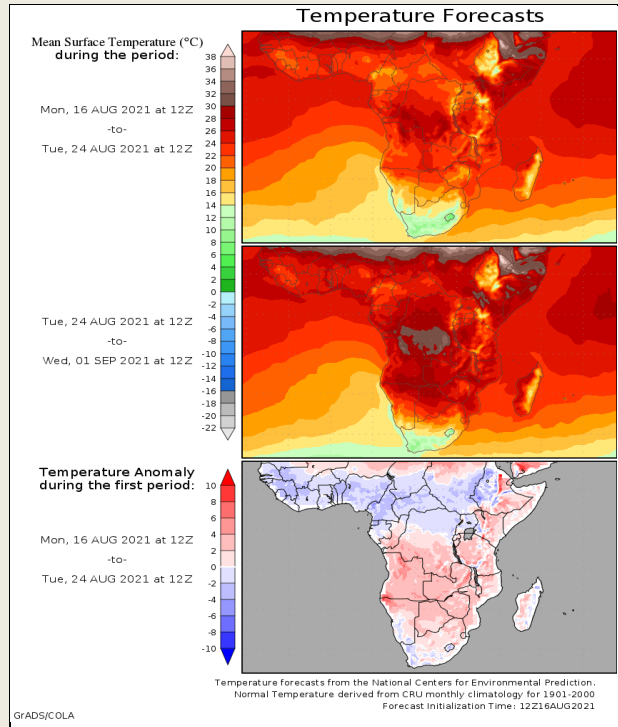 Temperature Forecasts
Mean Surface Temperature (°C)
during the period:
Mon, 16 AUG 2021 at 12Z
-to-
Tue, 24 AUG 2021 at 12Z
38
36
34
32
30
28
26
24
22
20
18
16
14
12
10
8
6
4
2
0
-2
-4
-6
-8
-10
-12
-14
-16
-18
-20
-22
Tue, 24 AUG 2021 at 12Z
-to-
Wed, 01 SEP 2021 at 12Z
Temperature Anomaly
during the first period:
Mon, 16 AUG 2021 at 12Z
-to-
Tue, 24 AUG 2021 at 12Z
10
8
6
4
2
0
-2
-4
-6
-8
-10
Temperature forecasts from the National Centers for Environmental Prediction.
Normal Temperature derived from CRU monthly climatology for 1901-2000
Forecast Initialization Time: 12Z16AUG2021
GrADS/COLA